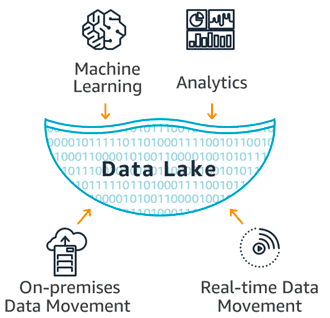 Machine
Learning
Analytics
Data Lake
On-premises
Data Movement
Real-time Data
Movement